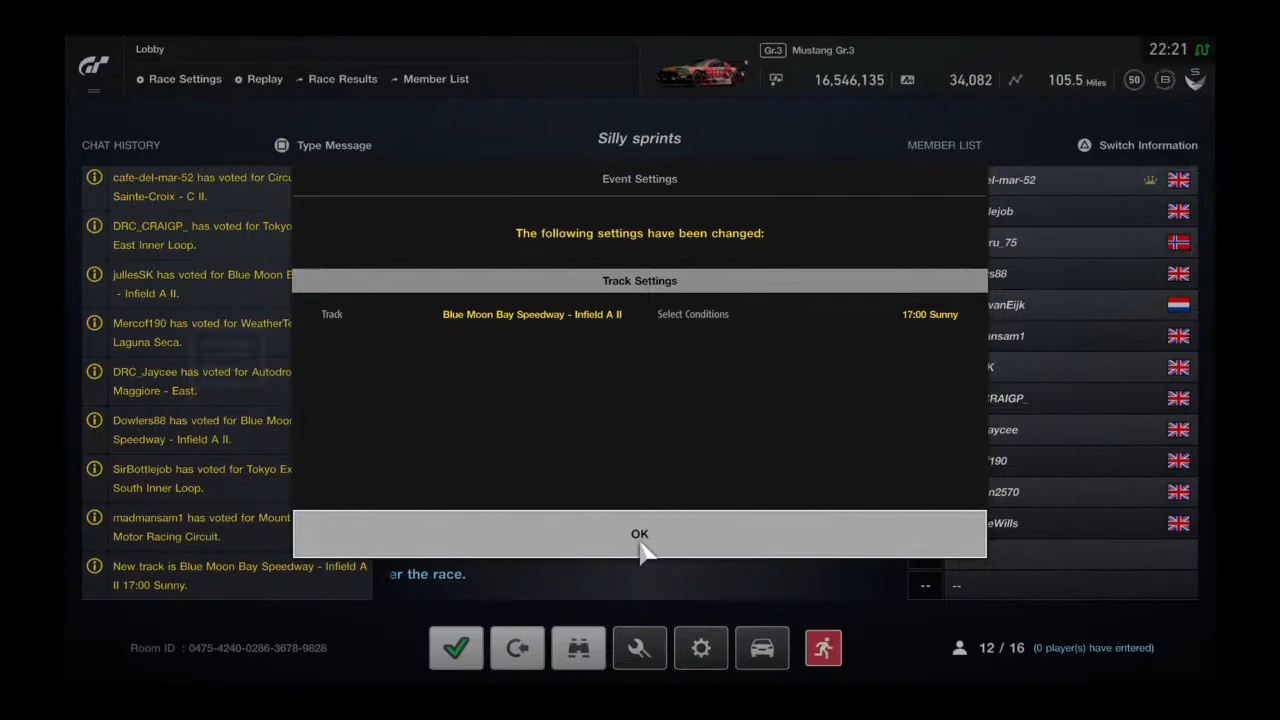 Lobby
Gr.3 Mustang Gr.3
22:21
Race Settings Replay Race Results Member List
16,546,135 34,082 105.5 Miles 50 B S
Silly sprints
CHAT HISTORY Type Message
MEMBER LIST Switch Information
cafe-del-mar-52 has voted for Circu
Sainte-Croix - C II.
DRC_CRAIGP_ has voted for Tokyo
East Inner Loop.
jullesSK has voted for Blue Moon B
- Infield A II.
Mercof190 has voted for WeatherTe
Laguna Seca.
DRC_Jaycee has voted for Autodro
Maggiore - East.
Dowlers88 has voted for Blue Moon
Speedway - Infield A II.
SirBottlejob has voted for Tokyo Ex
South Inner Loop.
madmansam1 has voted for Mount
Motor Racing Circuit.
New track is Blue Moon Bay Speedway - Infield A
II 17:00 Sunny.
Event Settings
The following settings have been changed:
Track Settings
Track Blue Moon Bay Speedway - Infield A II
Select Conditions 17:00 Sunny
OK
er the race.
el-mar-52
lejob
ru_75
s88
vanEijk
ansam1
K
CRAIGP_
aycee
f190
n2570
eWills
-- --
Room ID : 0475-4240-0286-3678-9828
12 / 16 (0 player(s) have entered)